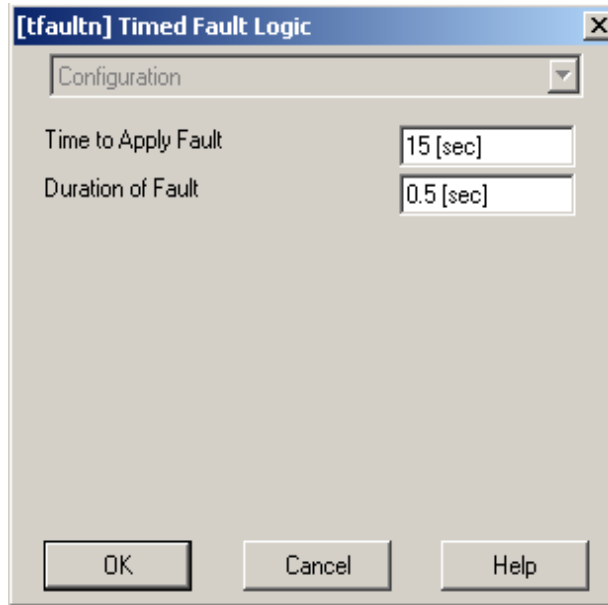 [tfaultn] Timed Fault Logic
Configuration
Time to Apply Fault 15 [sec]
Duration of Fault 0.5 [sec]
OK Cancel Help